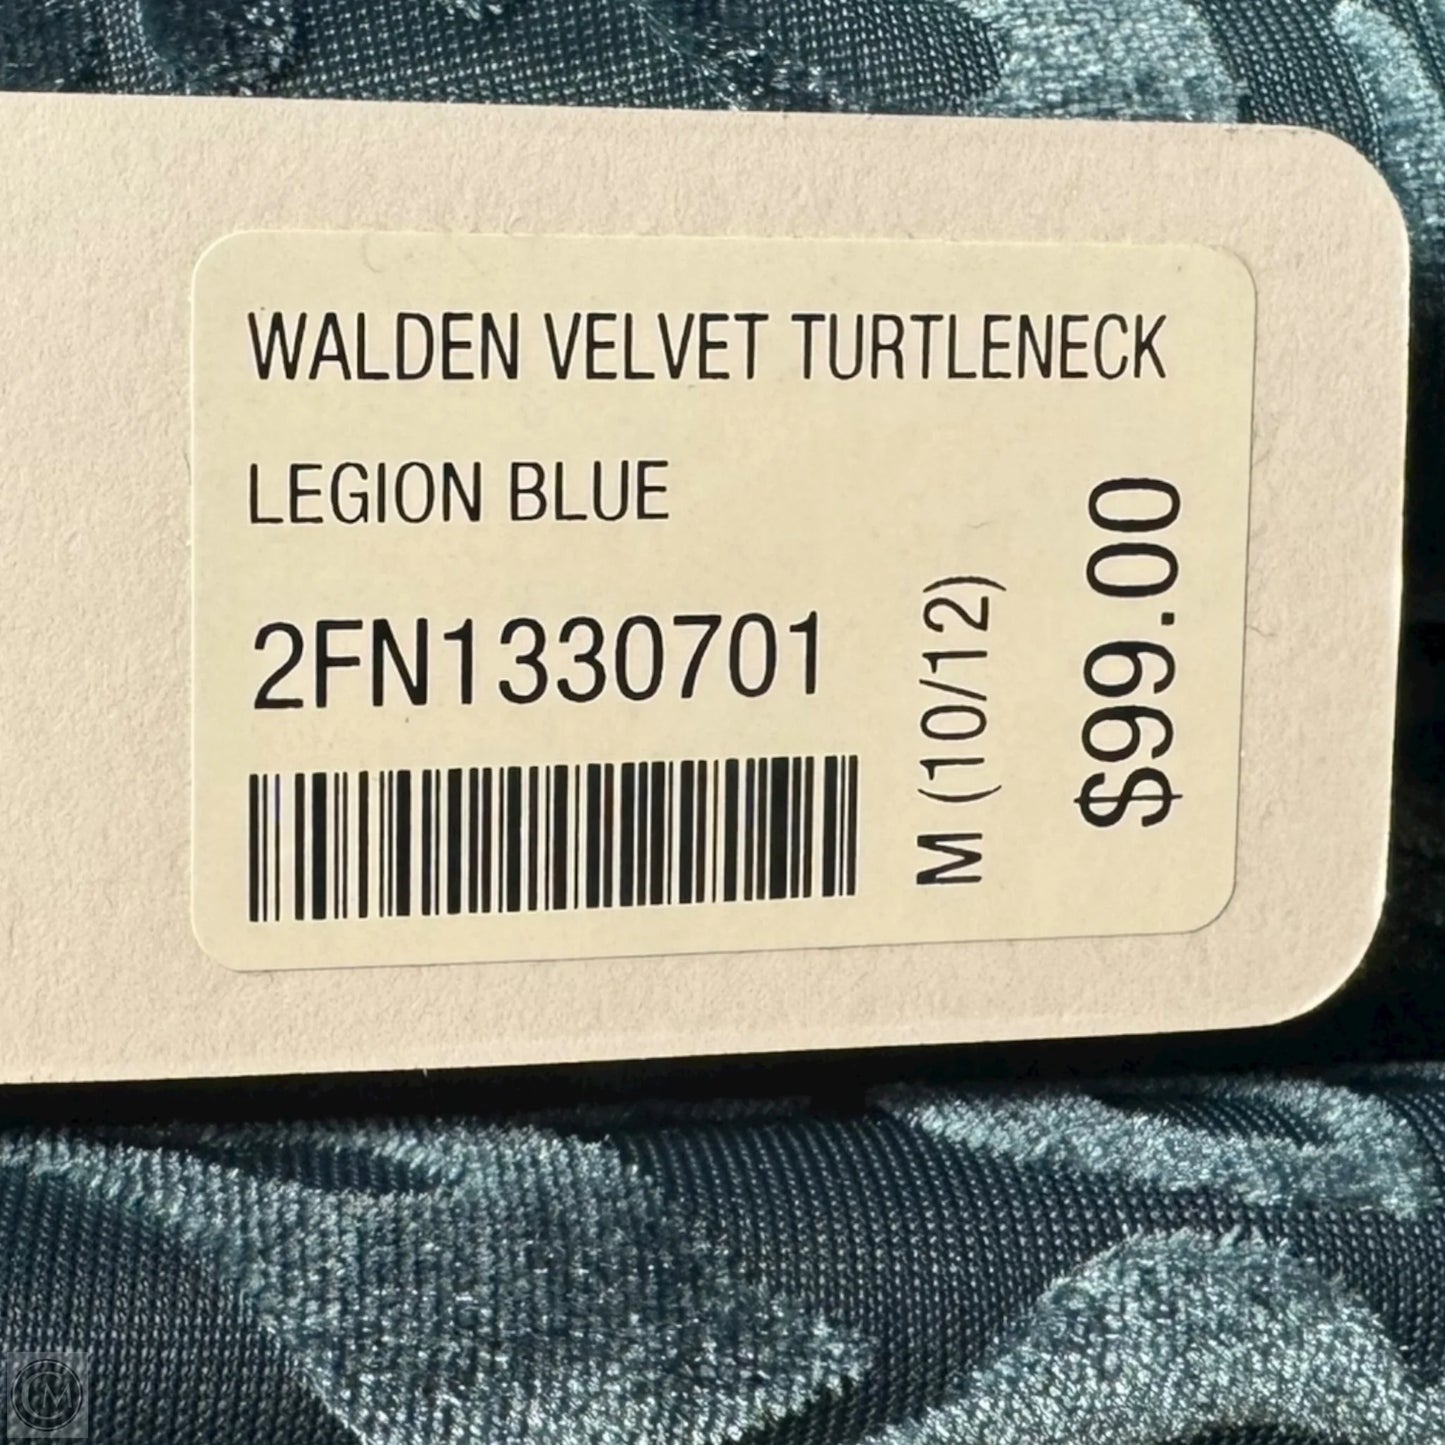 WALDEN VELVET TURTLENECK
LEGION BLUE
2FN1330701
M (10/12)
$99.00